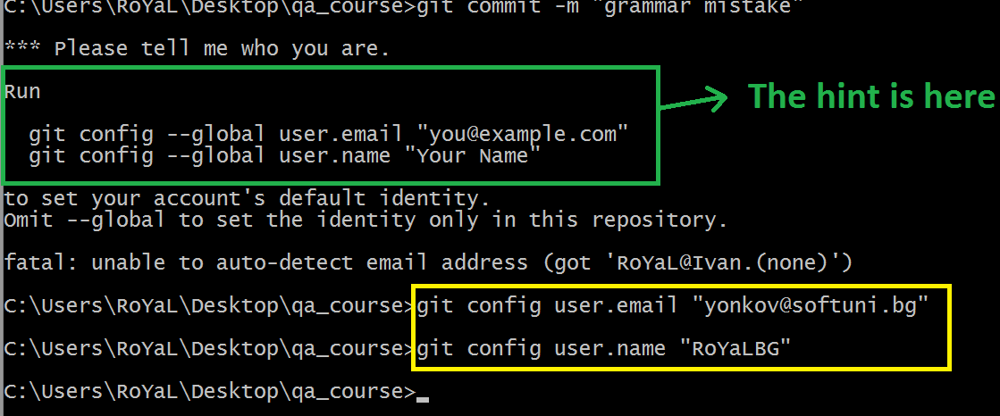 C:\Users\RoYaL\Desktop\qa_course>git commit -m "grammar mistake"
*** Please tell me who you are.
Run
The hint is here
git config --global user.email "you@example.com"
git config --global user.name "Your Name"
to set your account's default identity.
Omit --global to set the identity only in this repository.
fatal: unable to auto-detect email address (got 'RoYaL@Ivan.(none)')
C:\Users\RoYaL\Desktop\qa_course>git config user.email "yonkov@softuni.bg"
C:\Users\RoYaL\Desktop\qa_course>git config user.name "RoYaLBG"
C:\Users\RoYaL\Desktop\qa_course>_